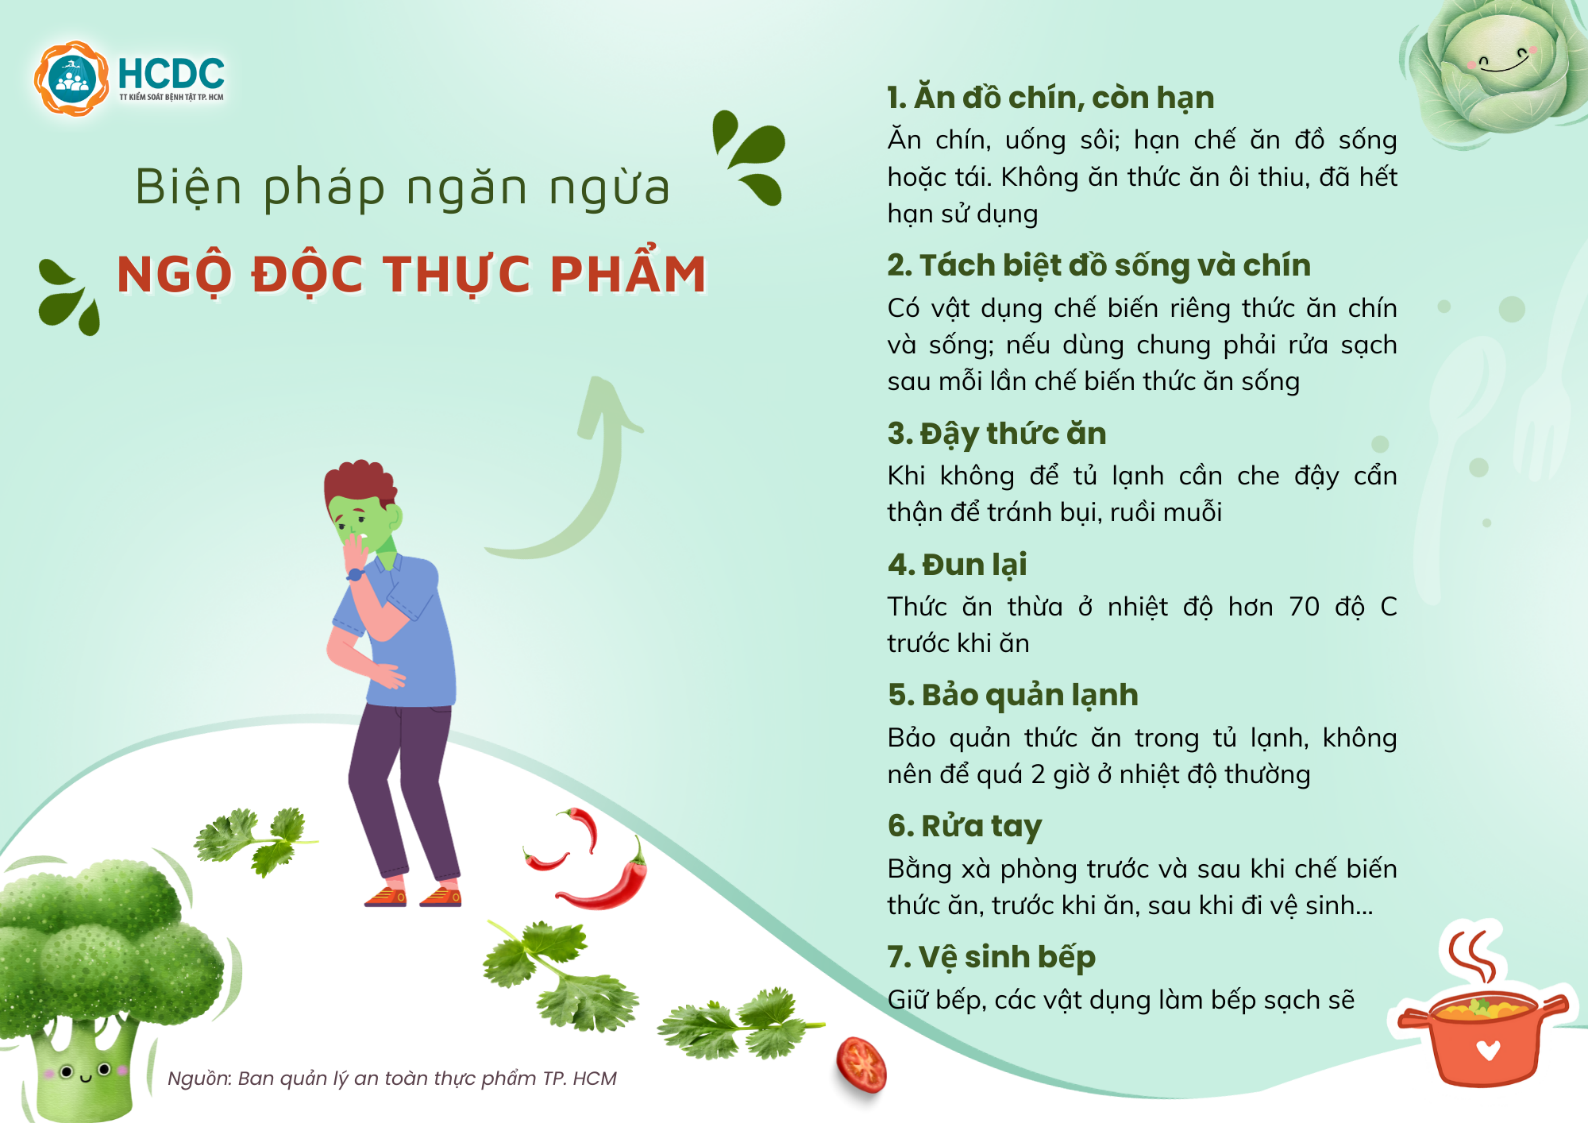 HCDC
TT KIỂM SOÁT BỆNH TẬT TP. HCM
Biện pháp ngăn ngừa
NGỘ ĐỘC THỰC PHẨM
1. Ăn đồ chín, còn hạn
Ăn chín, uống sôi; hạn chế ăn đồ sống
hoặc tái. Không ăn thức ăn ôi thiu, đã hết
hạn sử dụng
2. Tách biệt đồ sống và chín
Có vật dụng chế biến riêng thức ăn chín
và sống; nếu dùng chung phải rửa sạch
sau mỗi lần chế biến thức ăn sống
3. Đậy thức ăn
Khi không để tủ lạnh cần che đậy cẩn
thận để tránh bụi, ruồi muỗi
4. Đun lại
Thức ăn thừa ở nhiệt độ hơn 70 độ C
trước khi ăn
5. Bảo quản lạnh
Bảo quản thức ăn trong tủ lạnh, không
nên để quá 2 giờ ở nhiệt độ thường
6. Rửa tay
Bằng xà phòng trước và sau khi chế biến
thức ăn, trước khi ăn, sau khi đi vệ sinh...
7. Vệ sinh bếp
Giữ bếp, các vật dụng làm bếp sạch sẽ
Nguồn: Ban quản lý an toàn thực phẩm TP. HCM